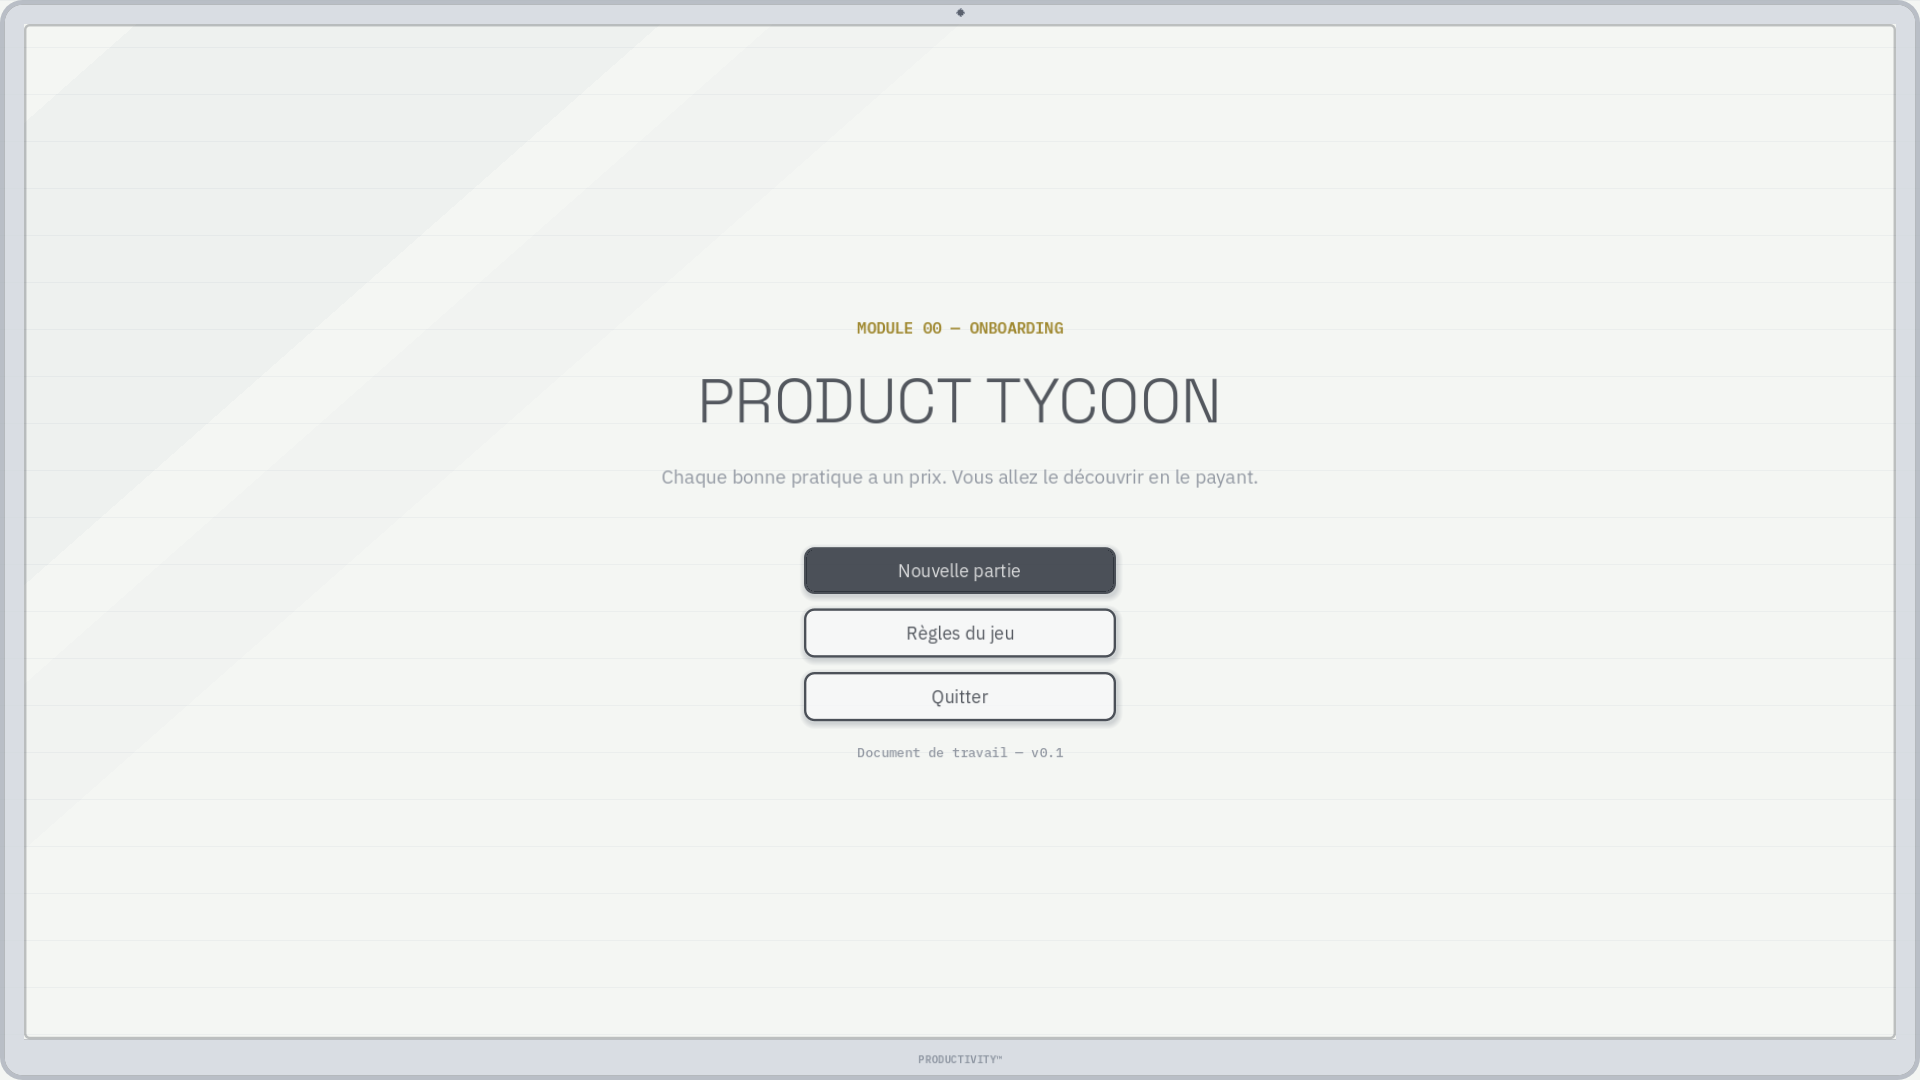 MODULE 00 — ONBOARDING
PRODUCT TYCOON
Chaque bonne pratique a un prix. Vous allez le découvrir en le payant.
Nouvelle partie
Règles du jeu
Quitter
Document de travail — v0.1
PRODUCTIVITY™